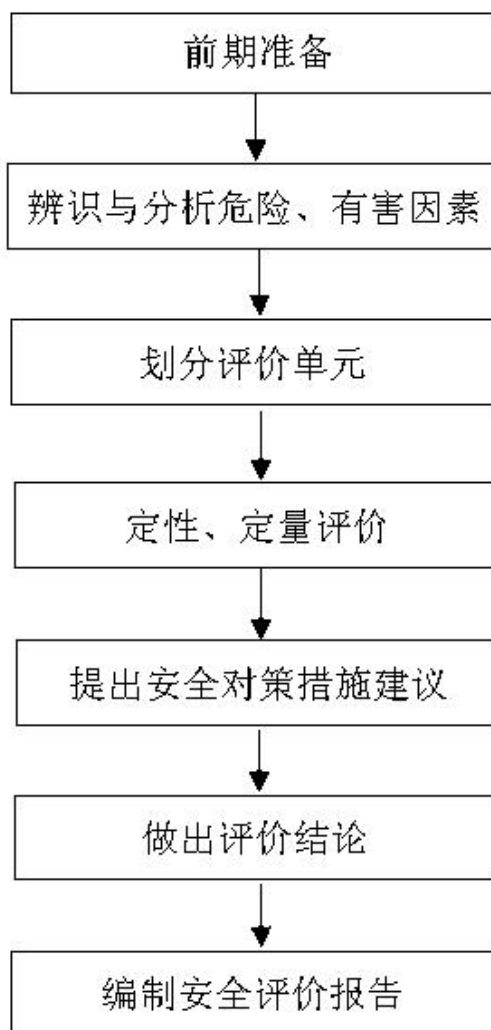 前期准备
辨识与分析危险、有害因素
划分评价单元
定性、定量评价
提出安全对策措施建议
做出评价结论
编制安全评价报告